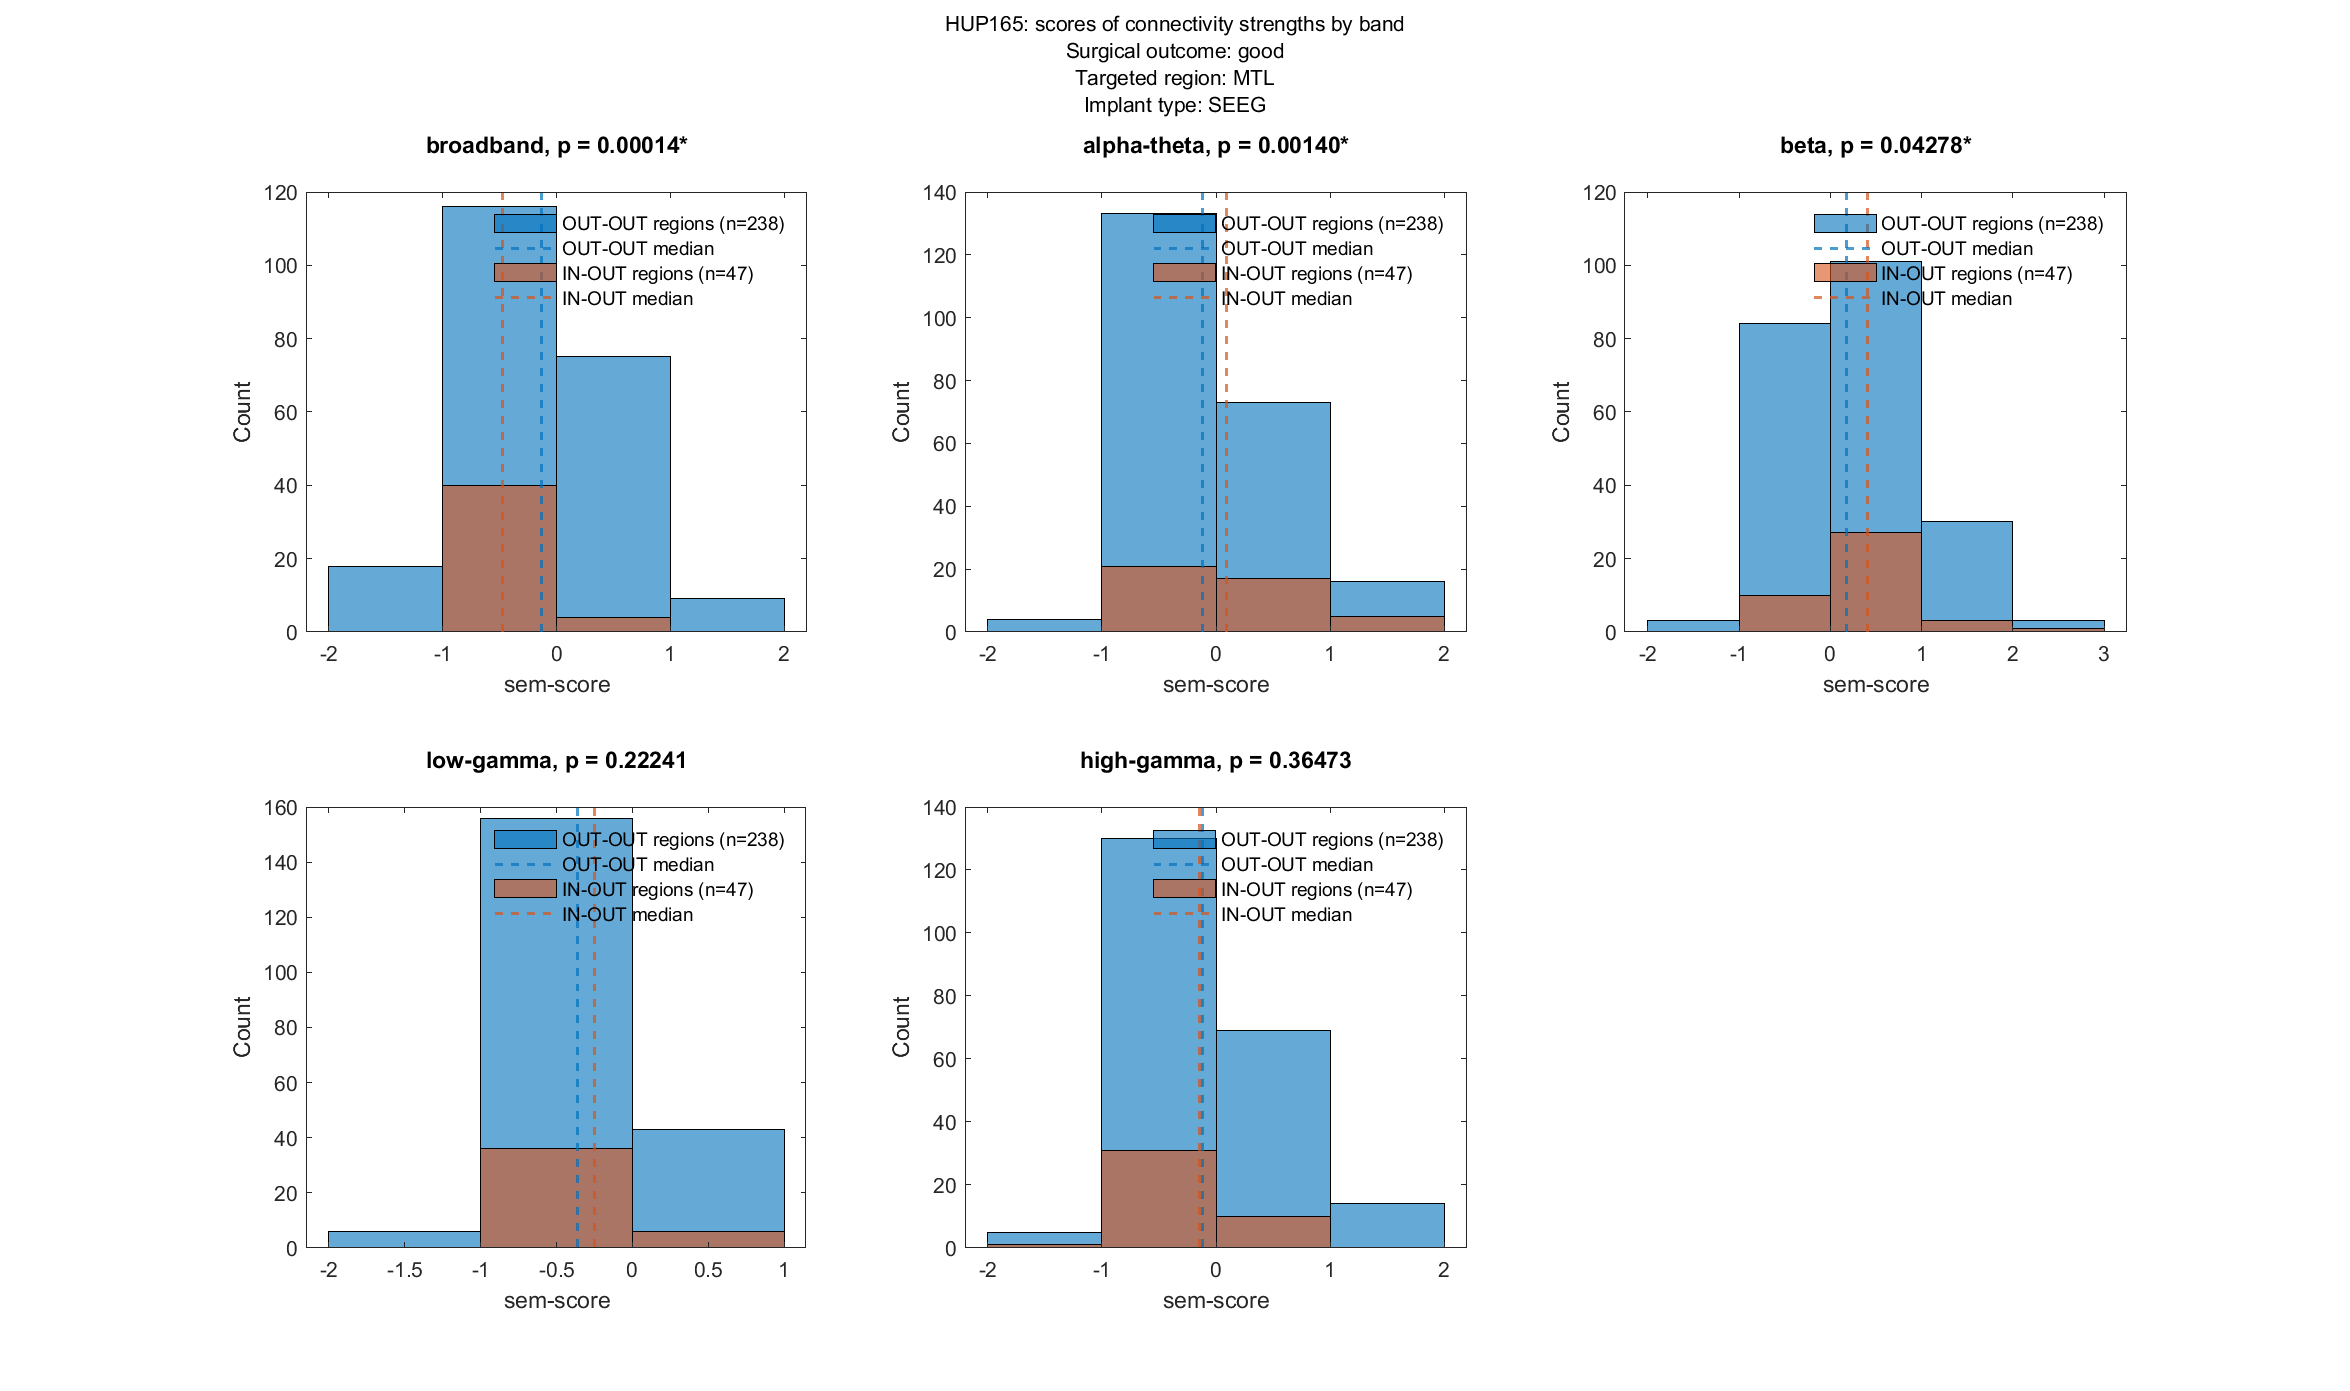 HUP165: scores of connectivity strengths by band
Surgical outcome: good
Targeted region: MTL
Implant type: SEEG
broadband, p = 0.00014*
120
100
80
60
40
20
0
Count
-2 -1 0 1 2
sem-score
OUT-OUT regions (n=238)
OUT-OUT median
IN-OUT regions (n=47)
IN-OUT median
alpha-theta, p = 0.00140*
140
120
100
80
60
40
20
0
Count
-2 -1 0 1 2
sem-score
OUT-OUT regions (n=238)
OUT-OUT median
IN-OUT regions (n=47)
IN-OUT median
beta, p = 0.04278*
120
100
80
60
40
20
0
Count
-2 -1 0 1 2 3
sem-score
OUT-OUT regions (n=238)
OUT-OUT median
IN-OUT regions (n=47)
IN-OUT median
low-gamma, p = 0.22241
160
140
120
100
80
60
40
20
0
Count
-2 -1.5 -1 -0.5 0 0.5 1
sem-score
OUT-OUT regions (n=238)
OUT-OUT median
IN-OUT regions (n=47)
IN-OUT median
high-gamma, p = 0.36473
140
120
100
80
60
40
20
0
Count
-2 -1 0 1 2
sem-score
OUT-OUT regions (n=238)
OUT-OUT median
IN-OUT regions (n=47)
IN-OUT median